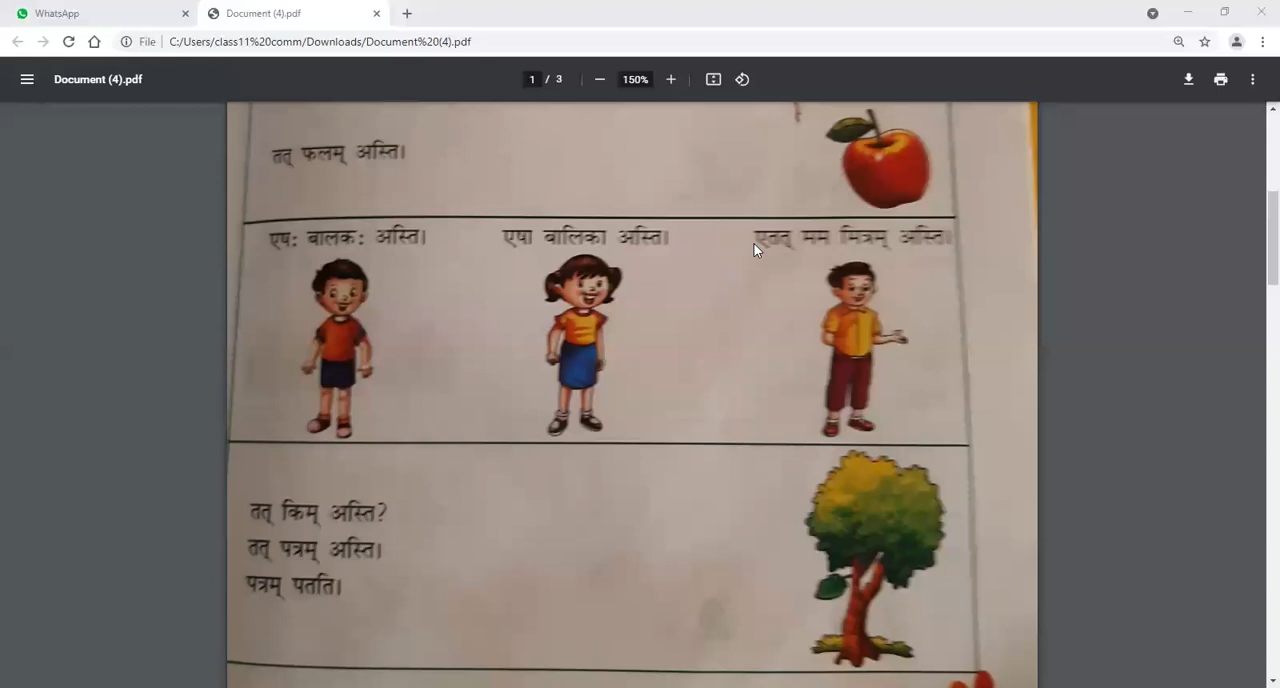 WhatsApp
Document (4).pdf
File
C:/Users/class11%20comm/Downloads/Document%20(4).pdf
Document (4).pdf
1 / 3
150%
तत् फलम् अस्ति।
एषः बालकः अस्ति।
एषा बालिका अस्ति।
एतत् मम मित्रम् अस्ति।
तत् किम् अस्ति?
तत् पत्रम् अस्ति।
पत्रम् पतति।